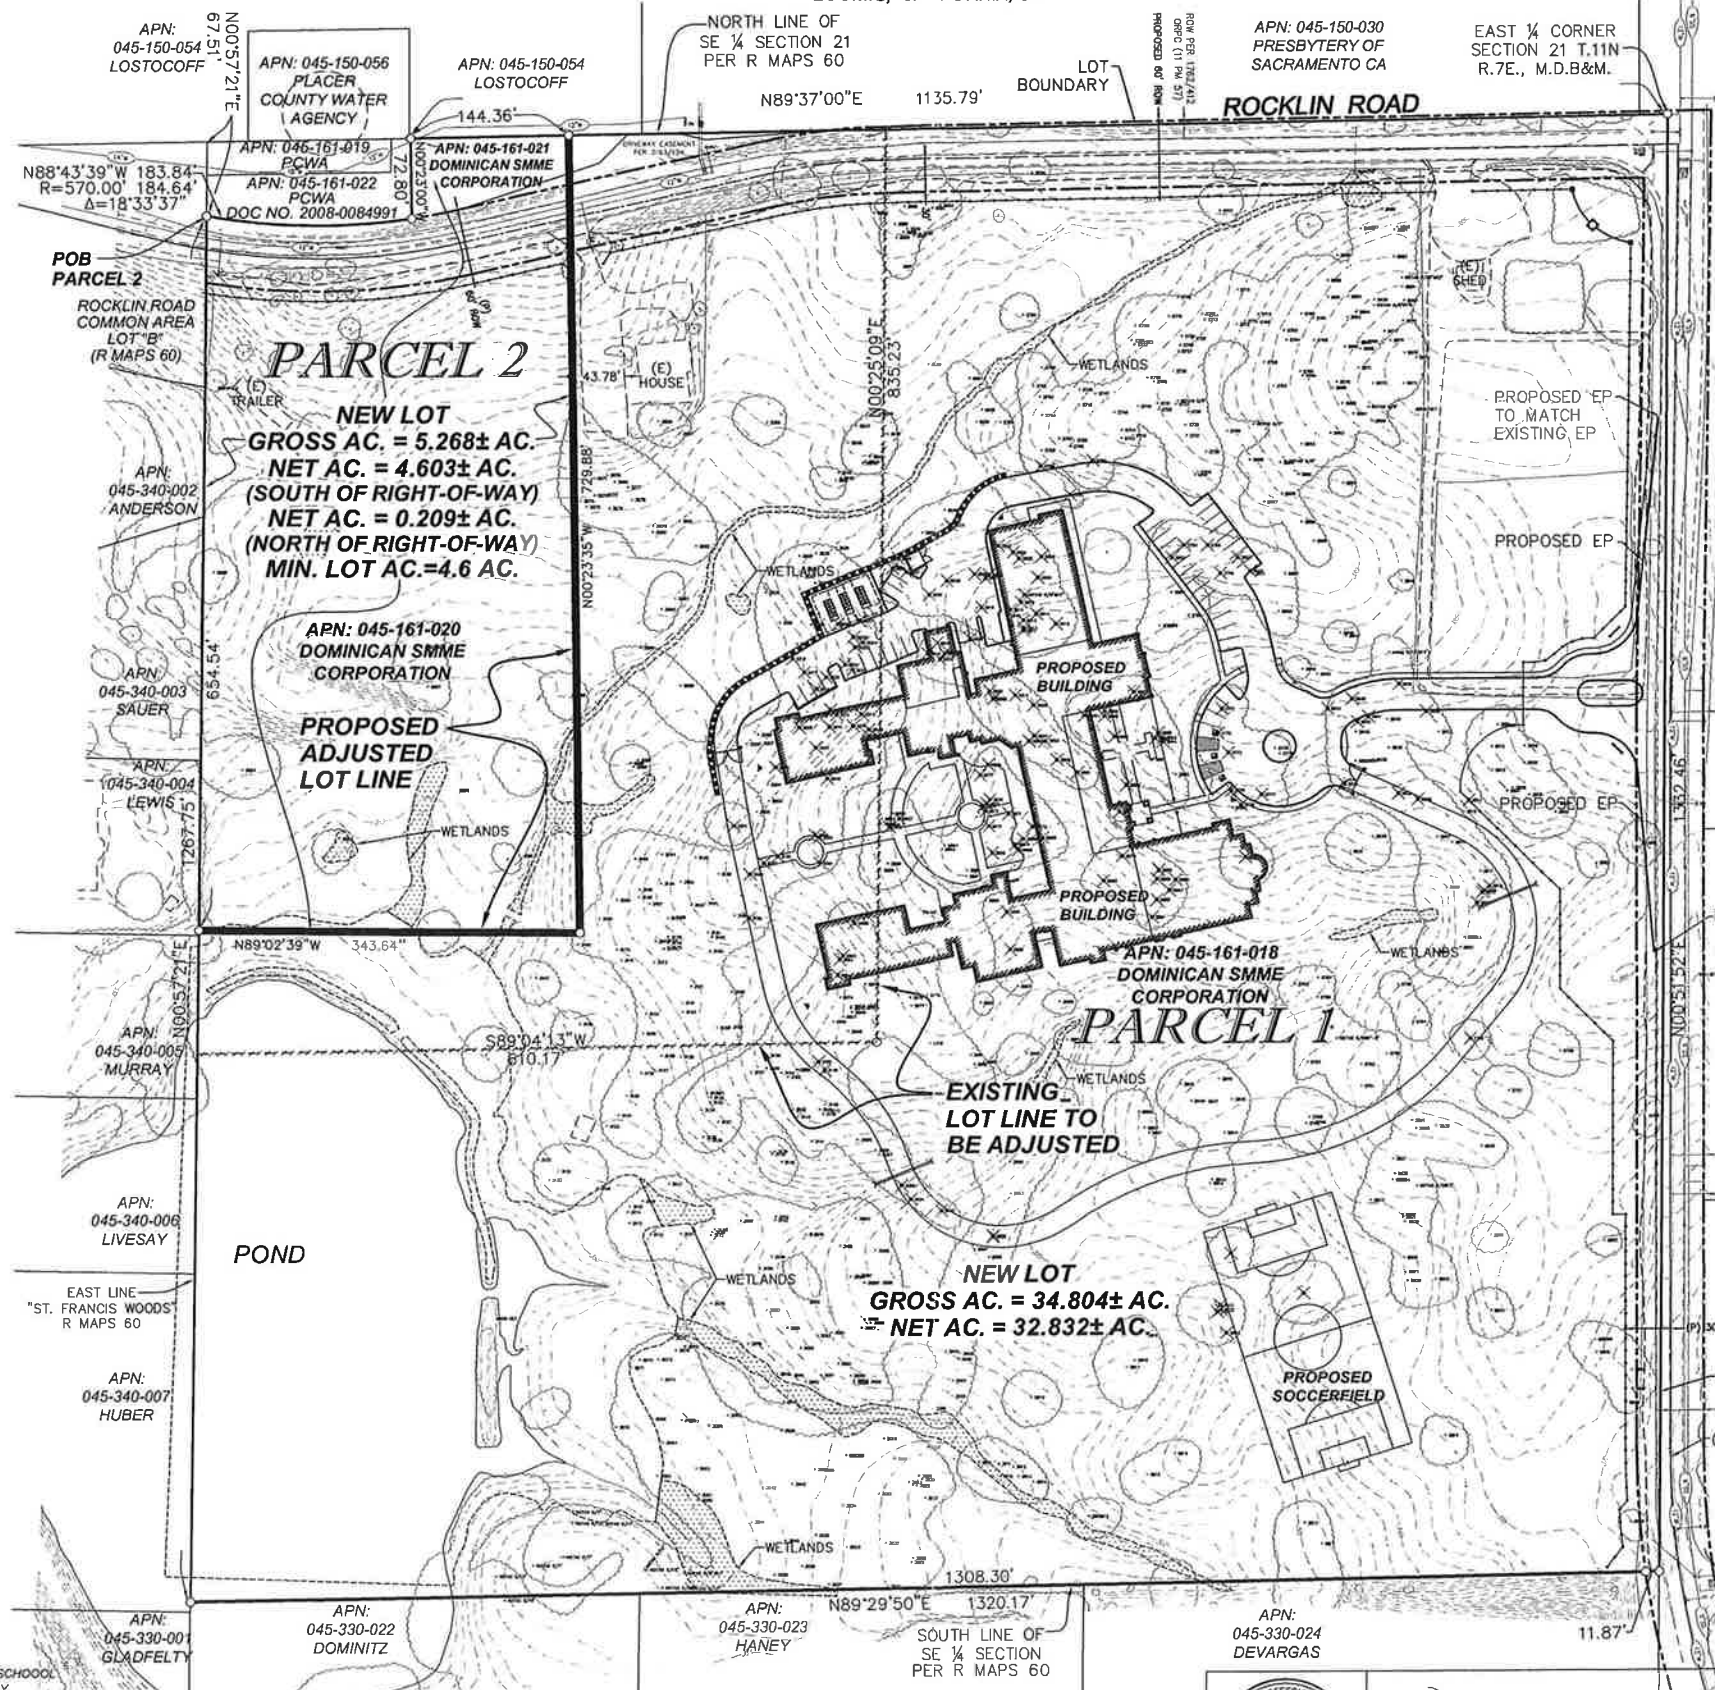 APN:
045-150-054
LOSTOCOFF
N00°57'21"E
67.51'
APN: 045-150-056
PLACER
COUNTY WATER
AGENCY
APN: 045-150-054
LOSTOCOFF
144.36'
NORTH LINE OF
SE ¼ SECTION 21
PER R MAPS 60
N89°37'00"E 1135.79'
LOT
BOUNDARY
PROPOSED 60' ROW
ROW PER 1762/412
ORPC (11 PM 57)
APN: 045-150-030
PRESBYTERY OF
SACRAMENTO CA
EAST ¼ CORNER
SECTION 21 T.11N
R.7E., M.D.B&M.
ROCKLIN ROAD
APN: 045-161-019
PCWA
APN: 045-161-022
PCWA
DOC NO. 2008-0084991
N00°23'00"W
72.80'
APN: 045-161-021
DOMINICAN SMME
CORPORATION
N88°43'39"W 183.84'
R=570.00' 184.64'
Δ=18°33'37"
POB
PARCEL 2
ROCKLIN ROAD
COMMON AREA
LOT "B"
(R MAPS 60)
(P)
60' ROW
PARCEL 2
(E)
TRAILER
NEW LOT
GROSS AC. = 5.268± AC.
NET AC. = 4.603± AC.
(SOUTH OF RIGHT-OF-WAY)
NET AC. = 0.209± AC.
(NORTH OF RIGHT-OF-WAY)
MIN. LOT AC.=4.6 AC.
43.78'
(E)
HOUSE
N00°25'09"E
835.23'
WETLANDS
(E)
SHED
PROPOSED EP
TO MATCH
EXISTING EP
PROPOSED EP
APN:
045-340-002
ANDERSON
N00°23'35"W 729.88'
WETLANDS
APN: 045-161-020
DOMINICAN SMME
CORPORATION
654.54'
APN:
045-340-003
SAUER
PROPOSED
ADJUSTED
LOT LINE
PROPOSED
BUILDING
APN:
045-340-004
LEWIS
1267.75'
WETLANDS
PROPOSED EP
1332.46'
N00°51'52"E
PROPOSED
BUILDING
WETLANDS
N89°02'39"W 343.64"
N00°57'21"E
APN: 045-161-018
DOMINICAN SMME
CORPORATION
PARCEL 1
APN:
045-340-005
MURRAY
S89°04'13"W
610.17'
WETLANDS
EXISTING
LOT LINE TO
BE ADJUSTED
APN:
045-340-006
LIVESAY
POND
EAST LINE
"ST. FRANCIS WOODS"
R MAPS 60
WETLANDS
NEW LOT
GROSS AC. = 34.804± AC.
NET AC. = 32.832± AC.
APN:
045-340-007
HUBER
PROPOSED
SOCCERFIELD
WETLANDS
1308.30'
N89°29'50"E 1320.17'
APN:
045-330-001
GLADFELTY
APN:
045-330-022
DOMINITZ
APN:
045-330-023
HANEY
SOUTH LINE OF
SE ¼ SECTION
PER R MAPS 60
APN:
045-330-024
DEVARGAS
11.87'